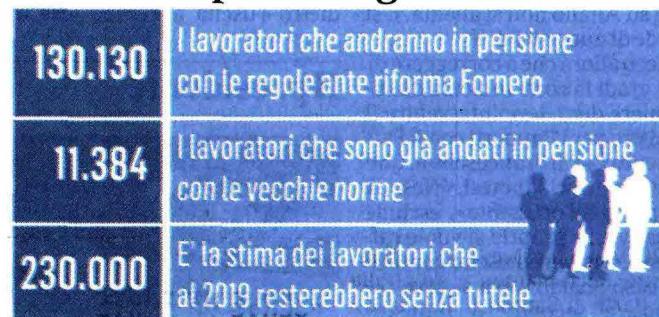 130.130
I lavoratori che andranno in pensione
con le regole ante riforma Fornero
11.384
I lavoratori che sono già andati in pensione
con le vecchie norme
230.000
E' la stima dei lavoratori che
al 2019 resterebbero senza tutele